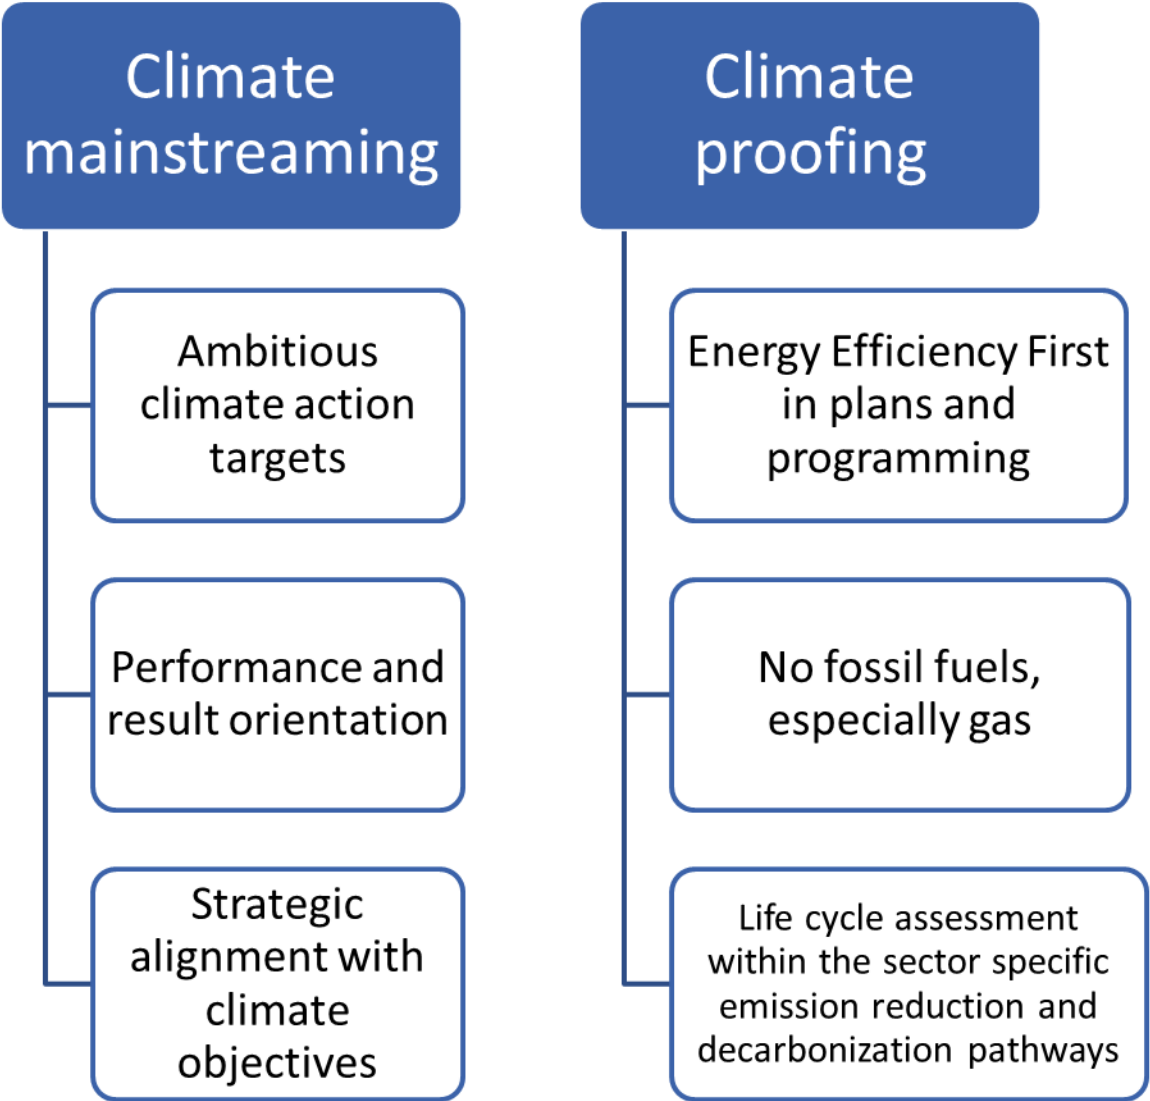 Climate
mainstreaming
Ambitious
climate action
targets
Performance and
result orientation
Strategic
alignment with
climate
objectives
Climate
proofing
Energy Efficiency First
in plans and
programming
No fossil fuels,
especially gas
Life cycle assessment
within the sector specific
emission reduction and
decarbonization pathways